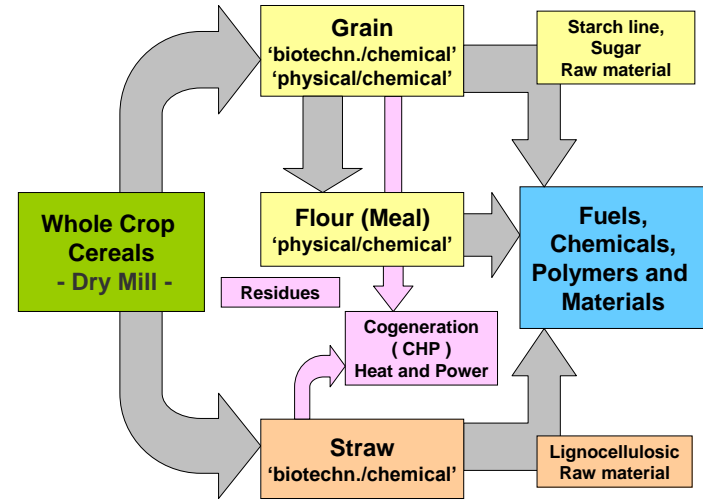 Grain
‘biotechn./chemical’
‘physical/chemical’
Starch line,
Sugar
Raw material
Whole Crop
Cereals
- Dry Mill -
Flour (Meal)
‘physical/chemical’
Fuels,
Chemicals,
Polymers and
Materials
Residues
Cogeneration
( CHP )
Heat and Power
Straw
‘biotechn./chemical’
Lignocellulosic
Raw material